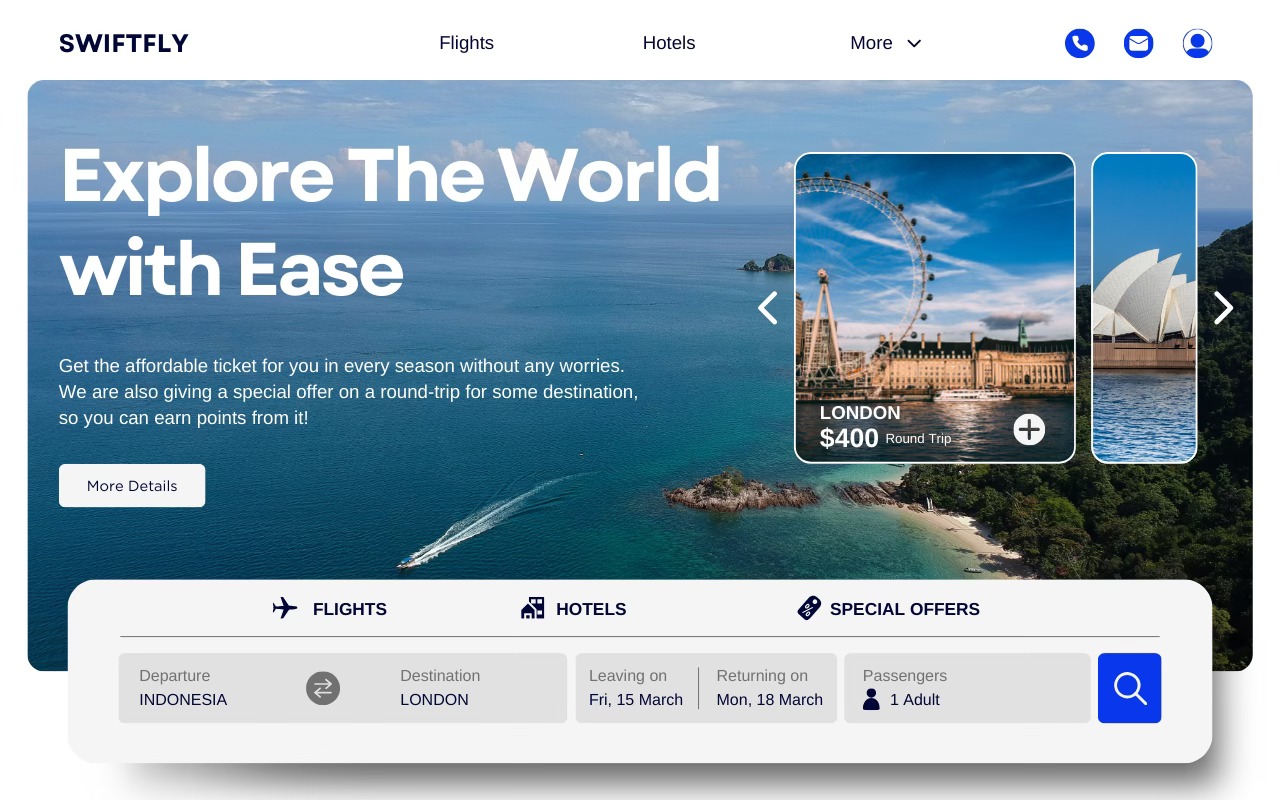 SWIFTFLY
Flights
Hotels
More
Explore The World
with Ease
Get the affordable ticket for you in every season without any worries.
We are also giving a special offer on a round-trip for some destination,
so you can earn points from it!
More Details
LONDON
$400 Round Trip
FLIGHTS
HOTELS
SPECIAL OFFERS
Departure
INDONESIA
Destination
LONDON
Leaving on
Fri, 15 March
Returning on
Mon, 18 March
Passengers
1 Adult